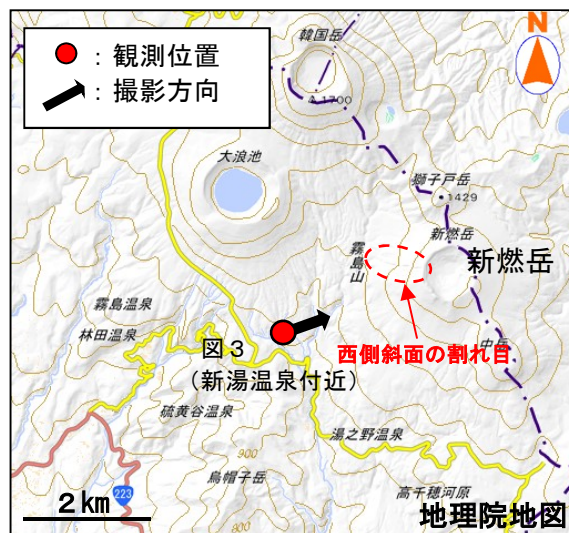 ：観測位置
：撮影方向
N
韓国岳
1700
大浪池
獅子戸岳
1429
新燃岳
新燃岳
霧島山
霧島温泉
林田温泉
図３
（新湯温泉付近）
西側斜面の割れ目
中岳
硫黄谷温泉
湯之野温泉
900
烏帽子岳
高千穂河原
800
900
223
2km
地理院地図